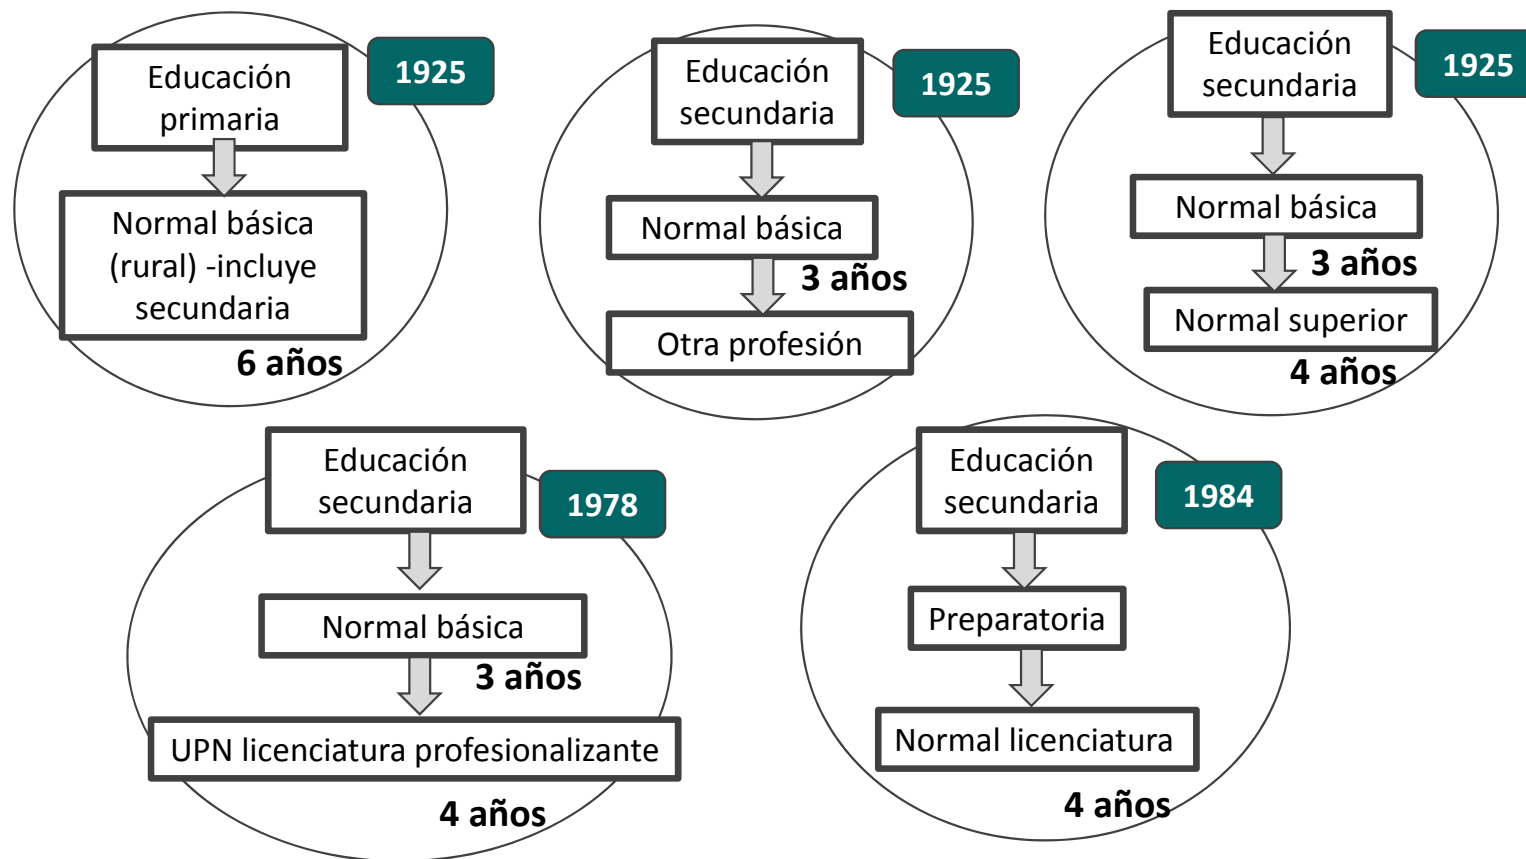 1925
Educación
primaria
Normal básica
(rural) -incluye
secundaria
6 años
1925
Educación
secundaria
Normal básica
3 años
Otra profesión
1925
Educación
secundaria
Normal básica
3 años
Normal superior
4 años
1978
Educación
secundaria
Normal básica
3 años
UPN licenciatura profesionalizante
4 años
1984
Educación
secundaria
Preparatoria
Normal licenciatura
4 años